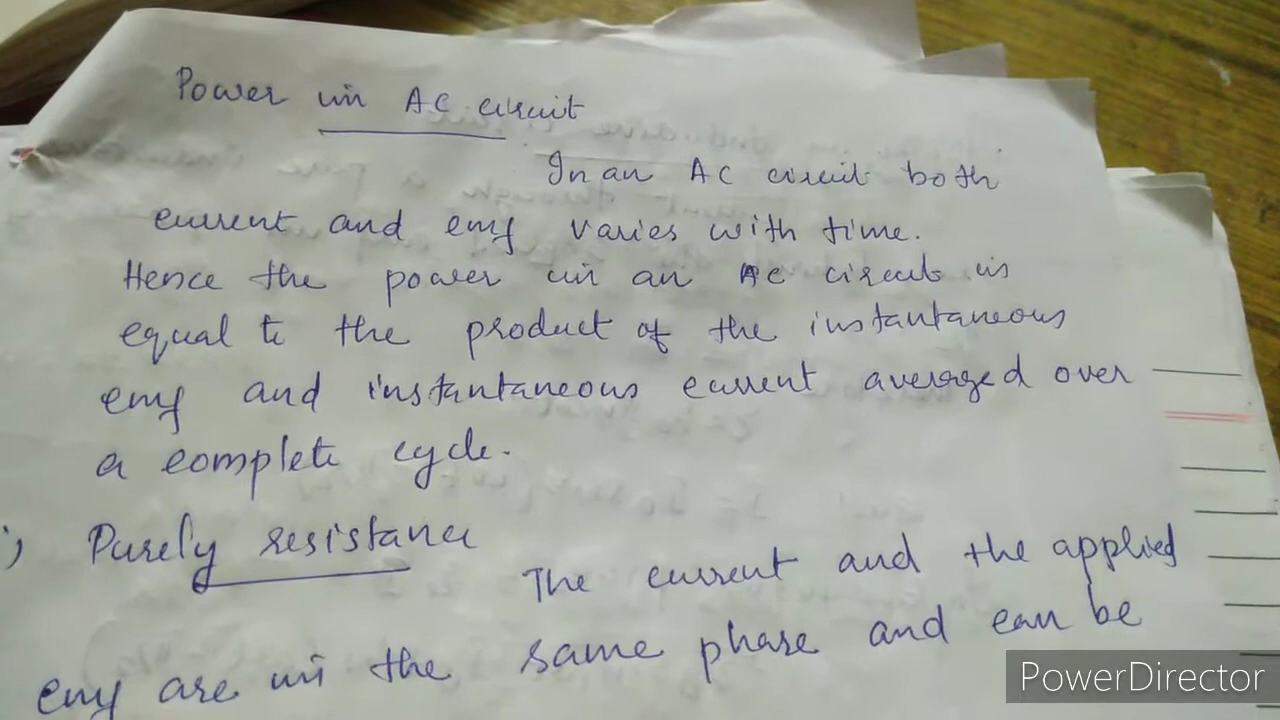 Power in AC circuit
In an AC circuit both
current and emf varies with time.
Hence the power in an AC circuit is
equal to the product of the instantaneous
emf and instantaneous current averaged over
a complete cycle.
i) Purely resistance
The current and the applied
emf are in the same phase and can be
PowerDirector